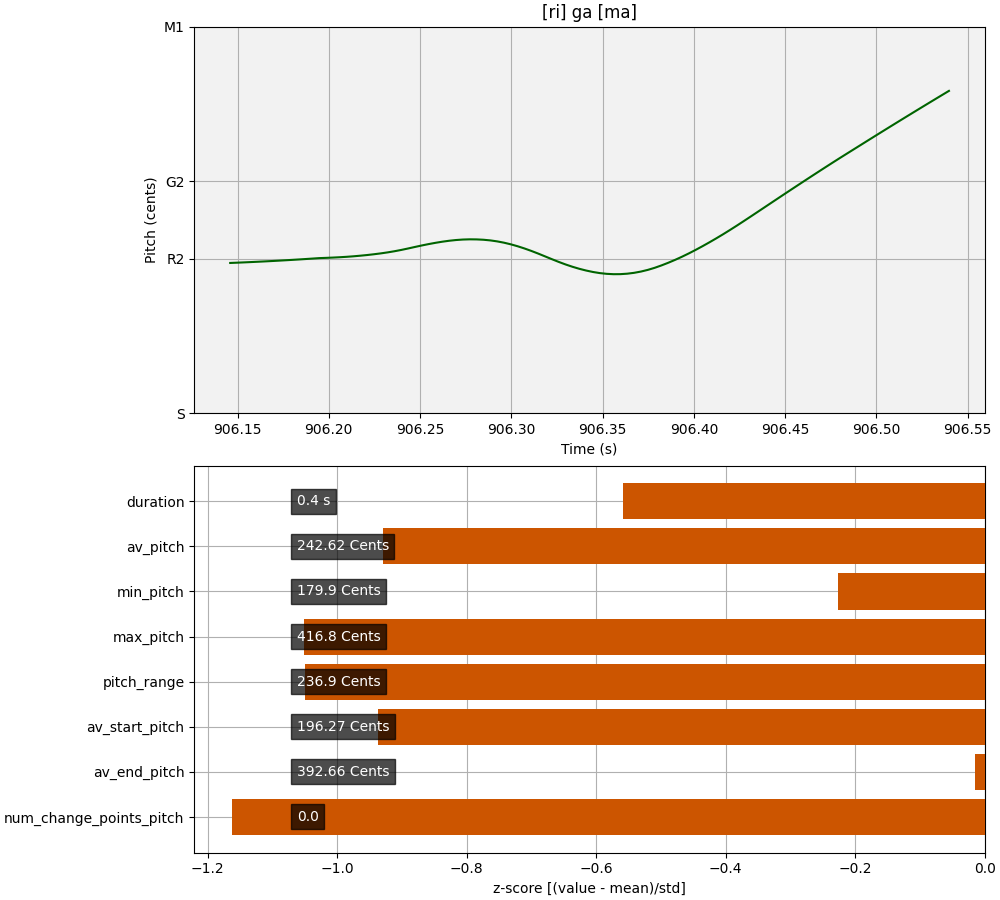 [ri] ga [ma]
M1
G2
R2
S
Pitch (cents)
906.15 906.20 906.25 906.30 906.35 906.40 906.45 906.50 906.55
Time (s)
duration 0.4 s
av_pitch 242.62 Cents
min_pitch 179.9 Cents
max_pitch 416.8 Cents
pitch_range 236.9 Cents
av_start_pitch 196.27 Cents
av_end_pitch 392.66 Cents
num_change_points_pitch 0.0
−1.2 −1.0 −0.8 −0.6 −0.4 −0.2 0.0
z-score [(value - mean)/std]